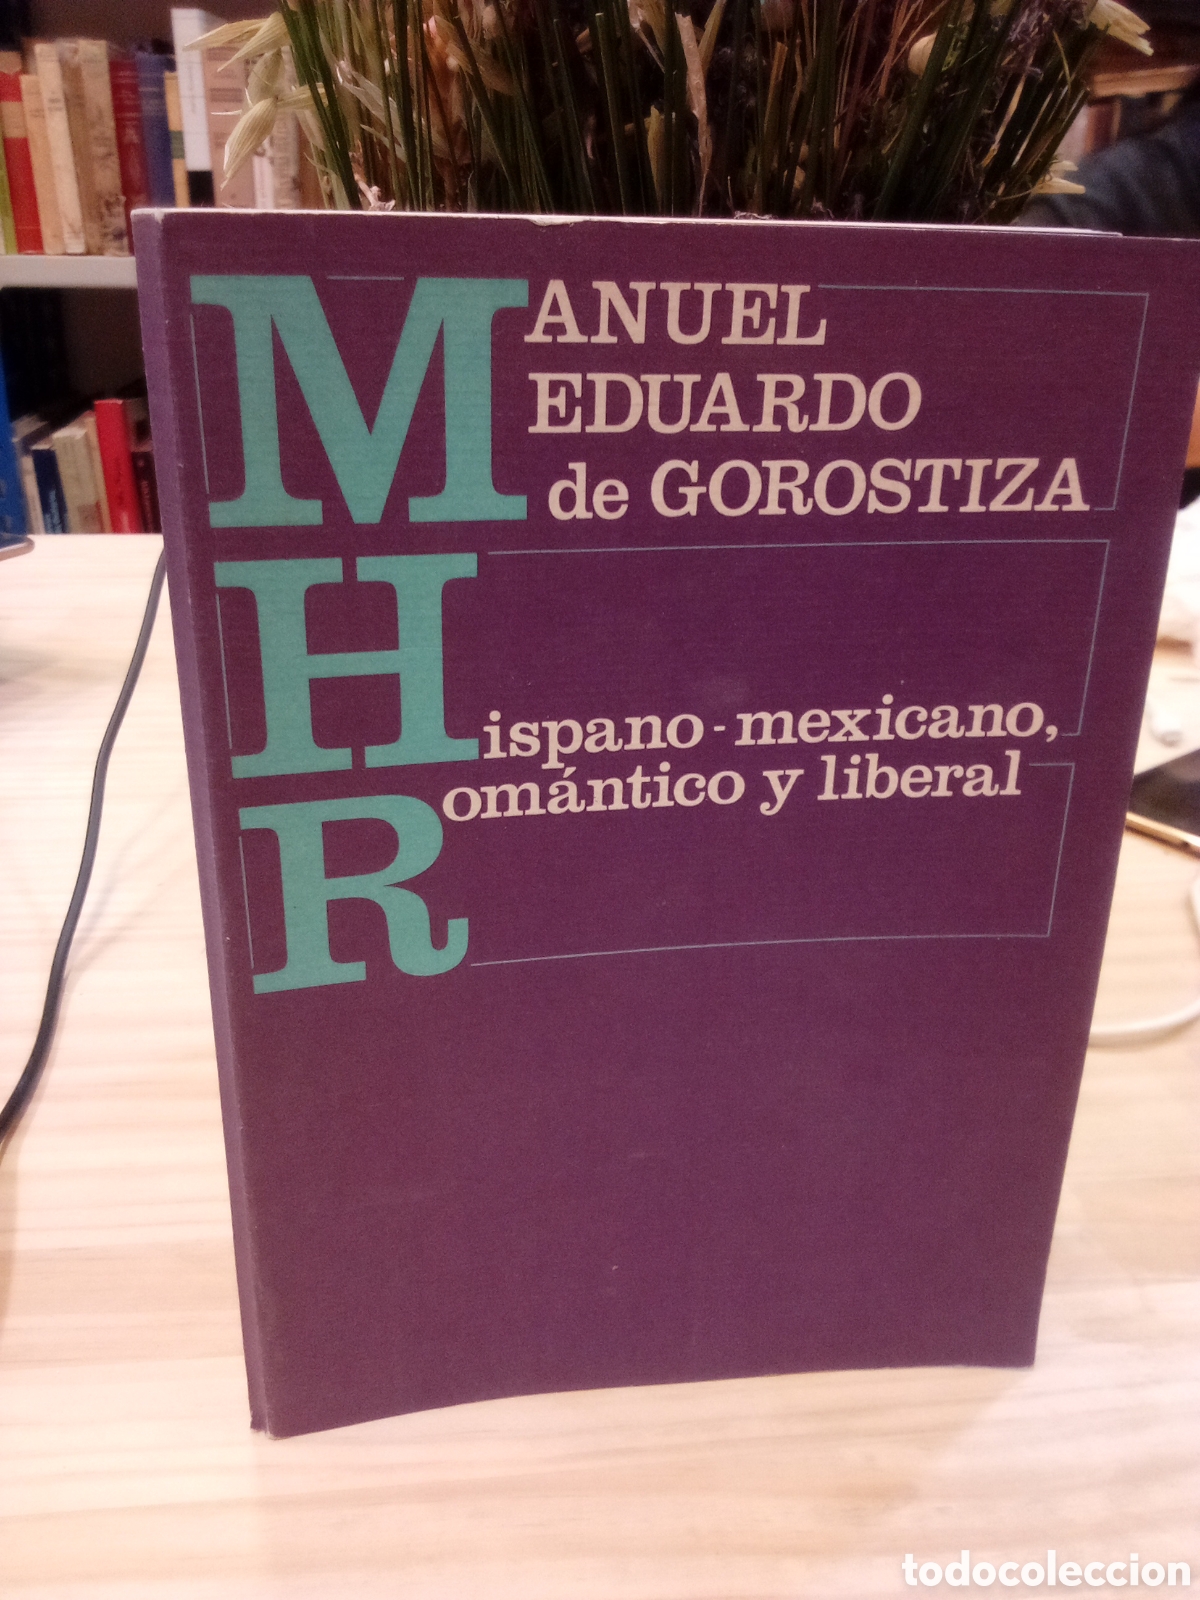 MANUEL
EDUARDO
de GOROSTIZA
Hispano-mexicano,
Romántico y liberal
todocoleccion